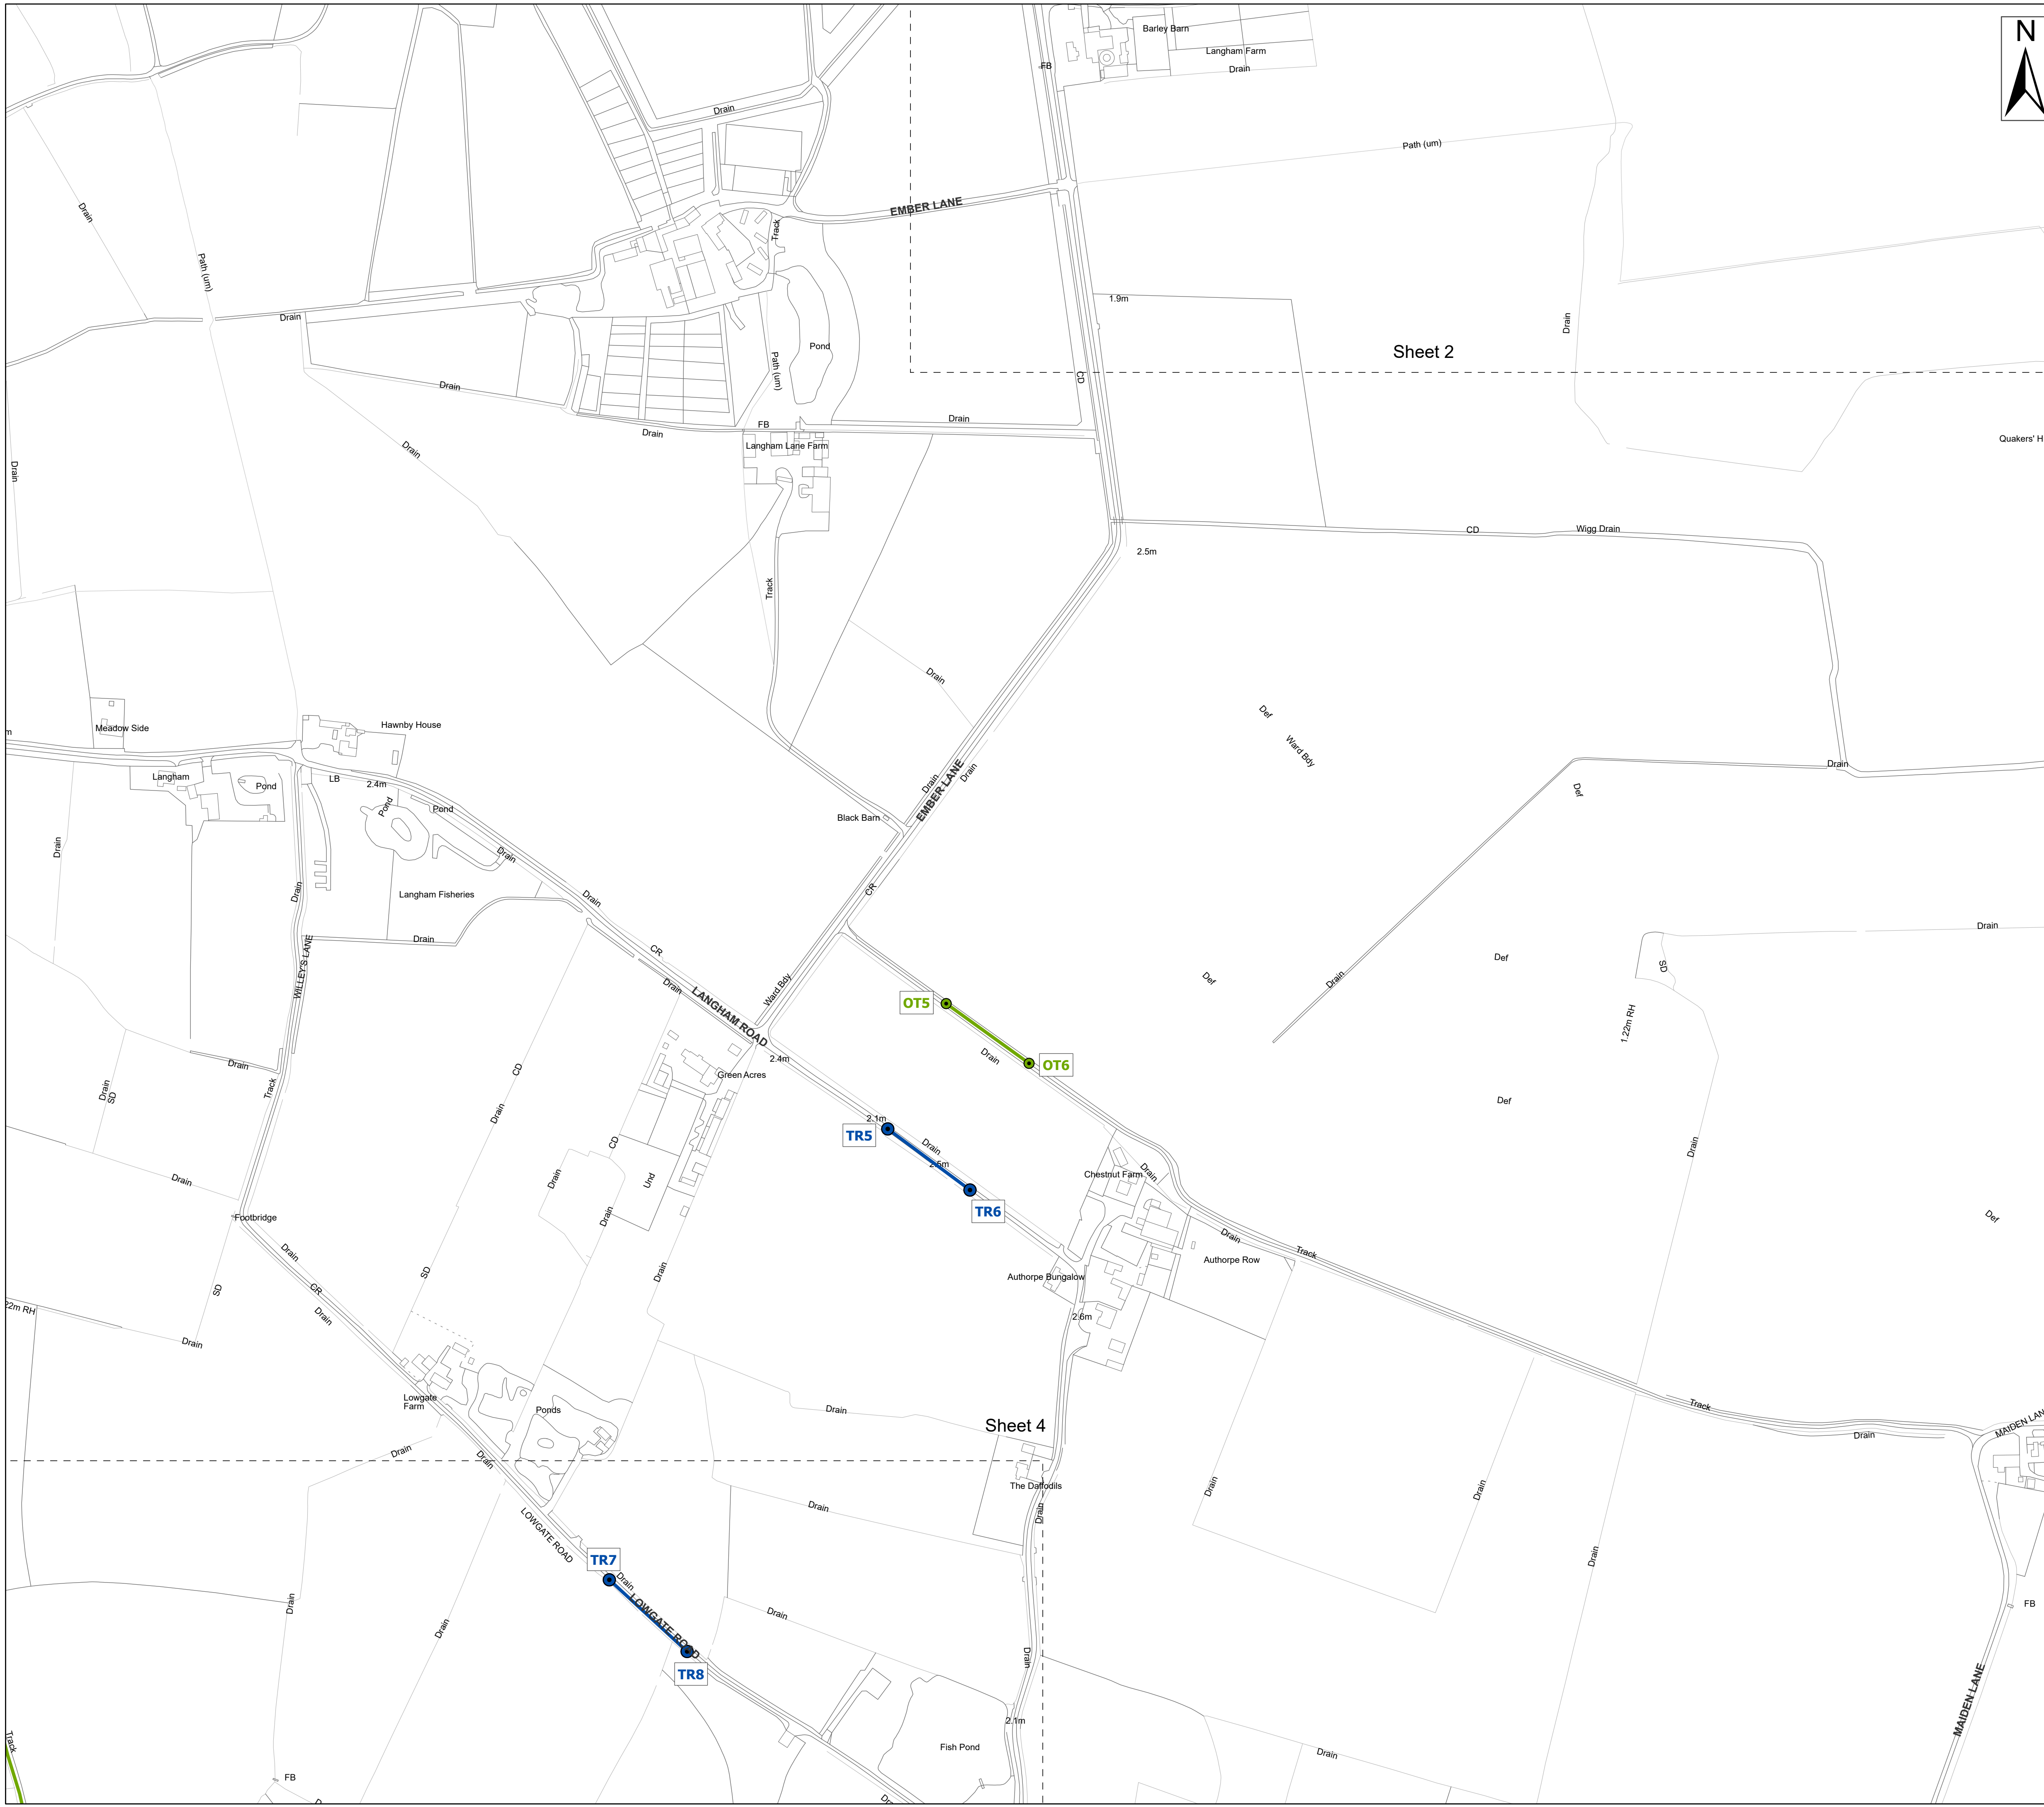 N
Barley Barn
Langham Farm
FB
Drain
Drain
Path (um)
Drain
EMBER LANE
Track
Path (um)
1.9m
Drain
Drain
Pond
Sheet 2
Path (um)
CD
Drain
Drain
FB
Drain
Quakers' H
Langham Lane Farm
Drain
Drain
CD
Wigg Drain
2.5m
Track
Drain
Def
Hawnby House
Meadow Side
m
Ward Bdy
Drain
Langham
LB
2.4m
Pond
Pond
Pond
Drain
EMBER LANE
Drain
Def
Black Barn
Drain
Drain
Drain
CR
Langham Fisheries
Drain
Drain
WILLEY'S LANE
CR
Drain
Def
SD
Def
Drain
Drain
LANGHAM ROAD
Ward Bdy
OT5
1.22m RH
Drain
2.4m
Drain
OT6
CD
Green Acres
Track
Drain
SD
Def
Drain
2.1m
TR5
Drain
2.5m
CD
Drain
Drain
Und
Chestnut Farm
Drain
Drain
TR6
Footbridge
Drain
Def
Drain
Drain
Track
Authorpe Row
Drain
SD
Authorpe Bungalow
SD
CR
22m RH
Drain
2.6m
Drain
Lowgate
Farm
Ponds
Drain
Track
MAIDEN LAN
Sheet 4
Drain
Drain
Drain
The Daffodils
Drain
Drain
Drain
Drain
LOWGATE ROAD
TR7
Drain
Drain
LOWGATE ROAD
Drain
Drain
FB
Drain
Drain
TR8
MAIDEN LANE
2.1m
Track
Fish Pond
Drain
FB